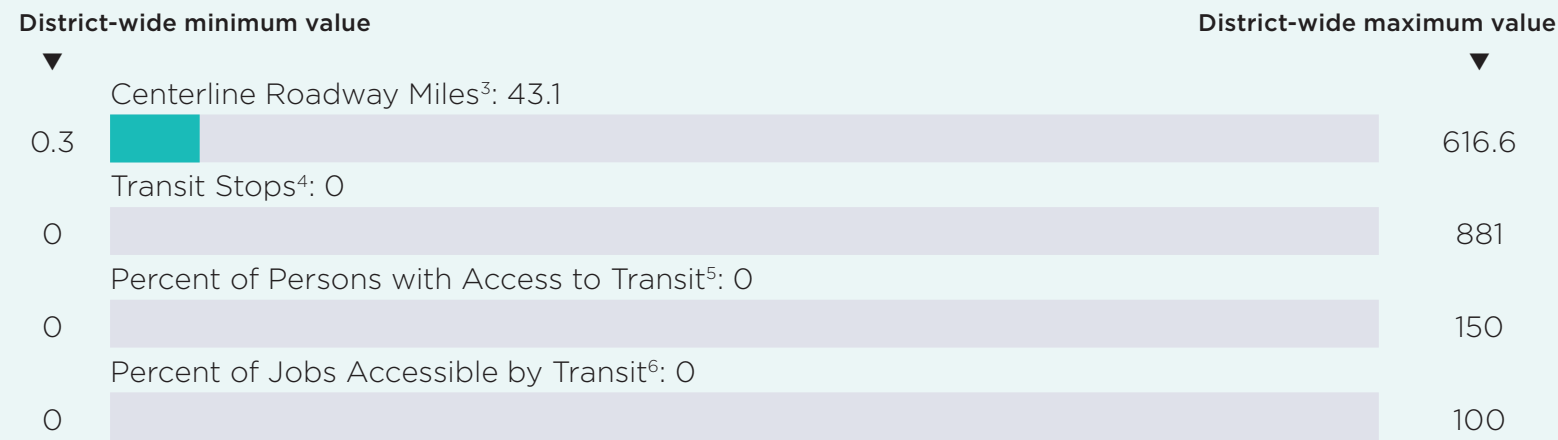 District-wide minimum value District-wide maximum value
▼ ▼
Centerline Roadway Miles³: 43.1
0.3 616.6
Transit Stops⁴: 0
0 881
Percent of Persons with Access to Transit⁵: 0
0 150
Percent of Jobs Accessible by Transit⁶: 0
0 100